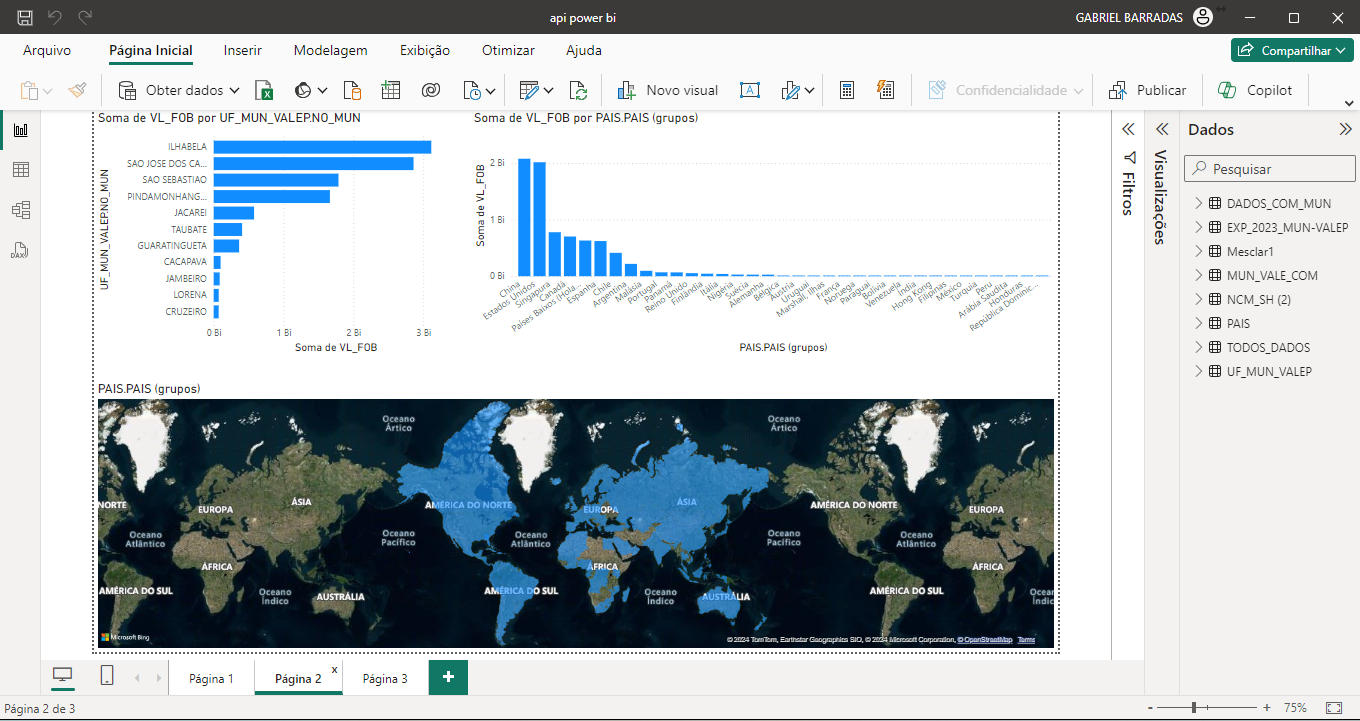 api power bi
GABRIEL BARRADAS
Arquivo
Página Inicial
Inserir
Modelagem
Exibição
Otimizar
Ajuda
Compartilhar
Obter dados
Novo visual
Confidencialidade
Publicar
Copilot
Soma de VL_FOB por UF_MUN_VALEP.NO_MUN
UF_MUN_VALEP.NO_MUN
ILHABELA
SAO JOSE DOS CA...
SAO SEBASTIAO
PINDAMONHANG...
JACAREI
TAUBATE
GUARATINGUETA
CACAPAVA
JAMBEIRO
LORENA
CRUZEIRO
0 Bi 1 Bi 2 Bi 3 Bi
Soma de VL_FOB
Soma de VL_FOB por PAIS.PAIS (grupos)
Soma de VL_FOB
2 Bi
1 Bi
0 Bi
China
Estados Unidos
Singapura
Canadá
Países Baixos (Hola...
Espanha
Chile
Argentina
Malásia
Portugal
Panamá
Reino Unido
Finlândia
Itália
Nigéria
Suécia
Alemanha
Bélgica
Áustria
Uruguai
Marshall, Ilhas
França
Noruega
Paraguai
Bolívia
Venezuela
Índia
Hong Kong
Filipinas
México
Turquia
Peru
Arábia Saudita
Honduras
República Dominic...
PAIS.PAIS (grupos)
PAIS.PAIS (grupos)
Oceano
Ártico
Oceano
Ártico
NORTE
EUROPA
ÁSIA
AMÉRICA DO NORTE
EUROPA
ÁSIA
AMÉRICA DO NORTE
EUROPA
Oceano
Atlântico
Oceano
Pacífico
Oceano
Atlântico
Oceano
Pacífico
Oceano
Atlântico
ÁFRICA
ÁFRICA
ÁFRICA
AMÉRICA DO SUL
Oceano
Índico
AUSTRÁLIA
AMÉRICA DO SUL
Oceano
Índico
AUSTRÁLIA
AMÉRICA DO SUL
Oceano
Índico
Oceano
Índic
Microsoft Bing
© 2024 TomTom, Earthstar Geographics SIO, © 2024 Microsoft Corporation, © OpenStreetMap Terms
Filtros
Visualizações
Dados
Pesquisar
DADOS_COM_MUN
EXP_2023_MUN-VALEP
Mesclar1
MUN_VALE_COM
NCM_SH (2)
PAIS
TODOS_DADOS
UF_MUN_VALEP
Página 1
Página 2
x
Página 3
+
Página 2 de 3
- + 75%